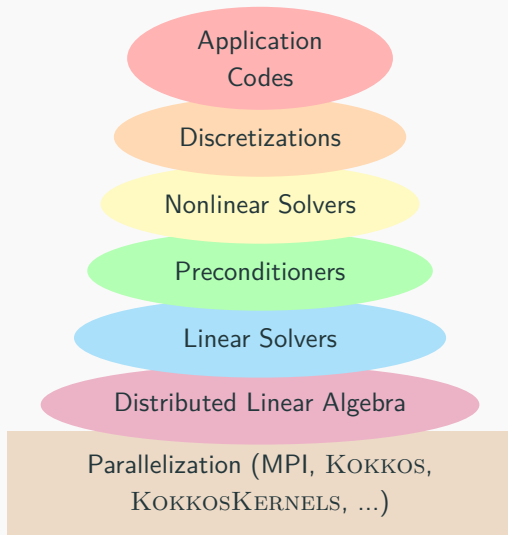 Application
Codes
Discretizations
Nonlinear Solvers
Preconditioners
Linear Solvers
Distributed Linear Algebra
Parallelization (MPI, KOKKOS,
KOKKOSKERNELS, ...)